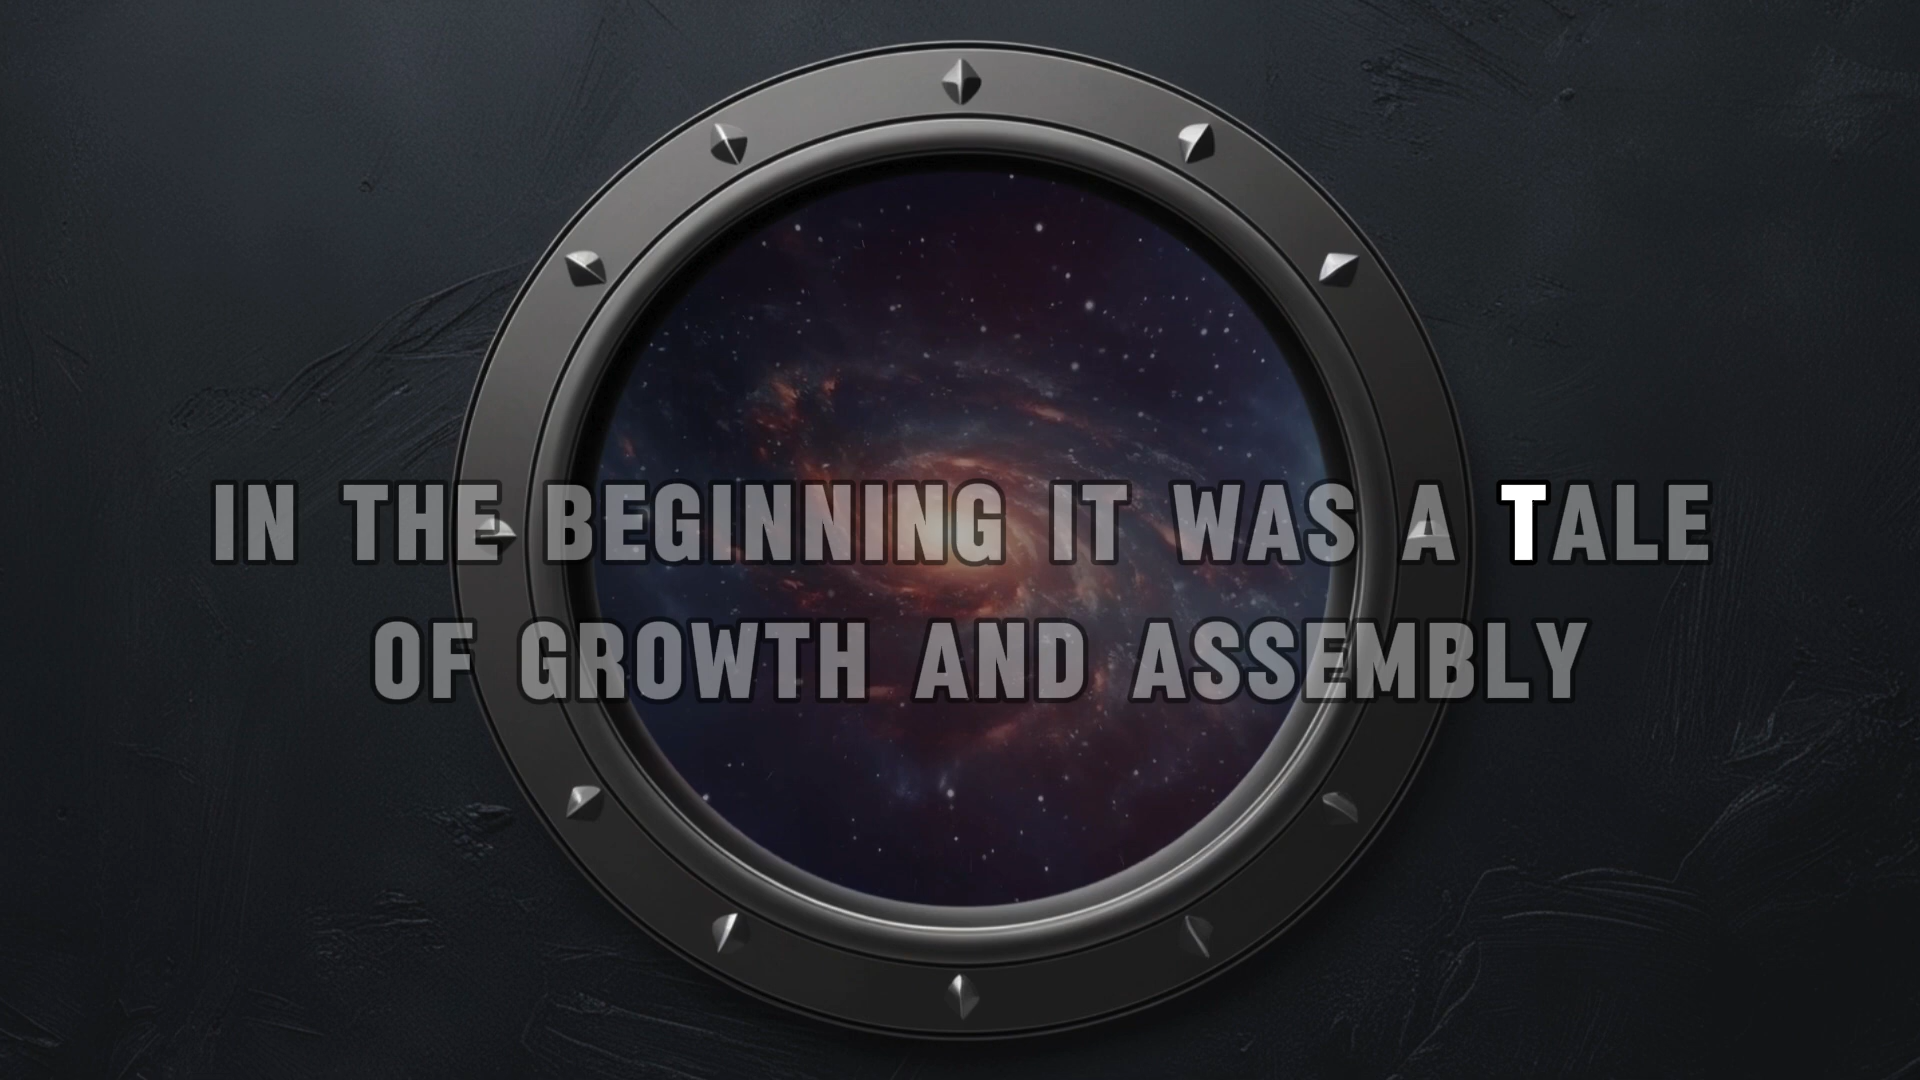 IN THE BEGINNING IT WAS A TALE
OF GROWTH AND ASSEMBLY